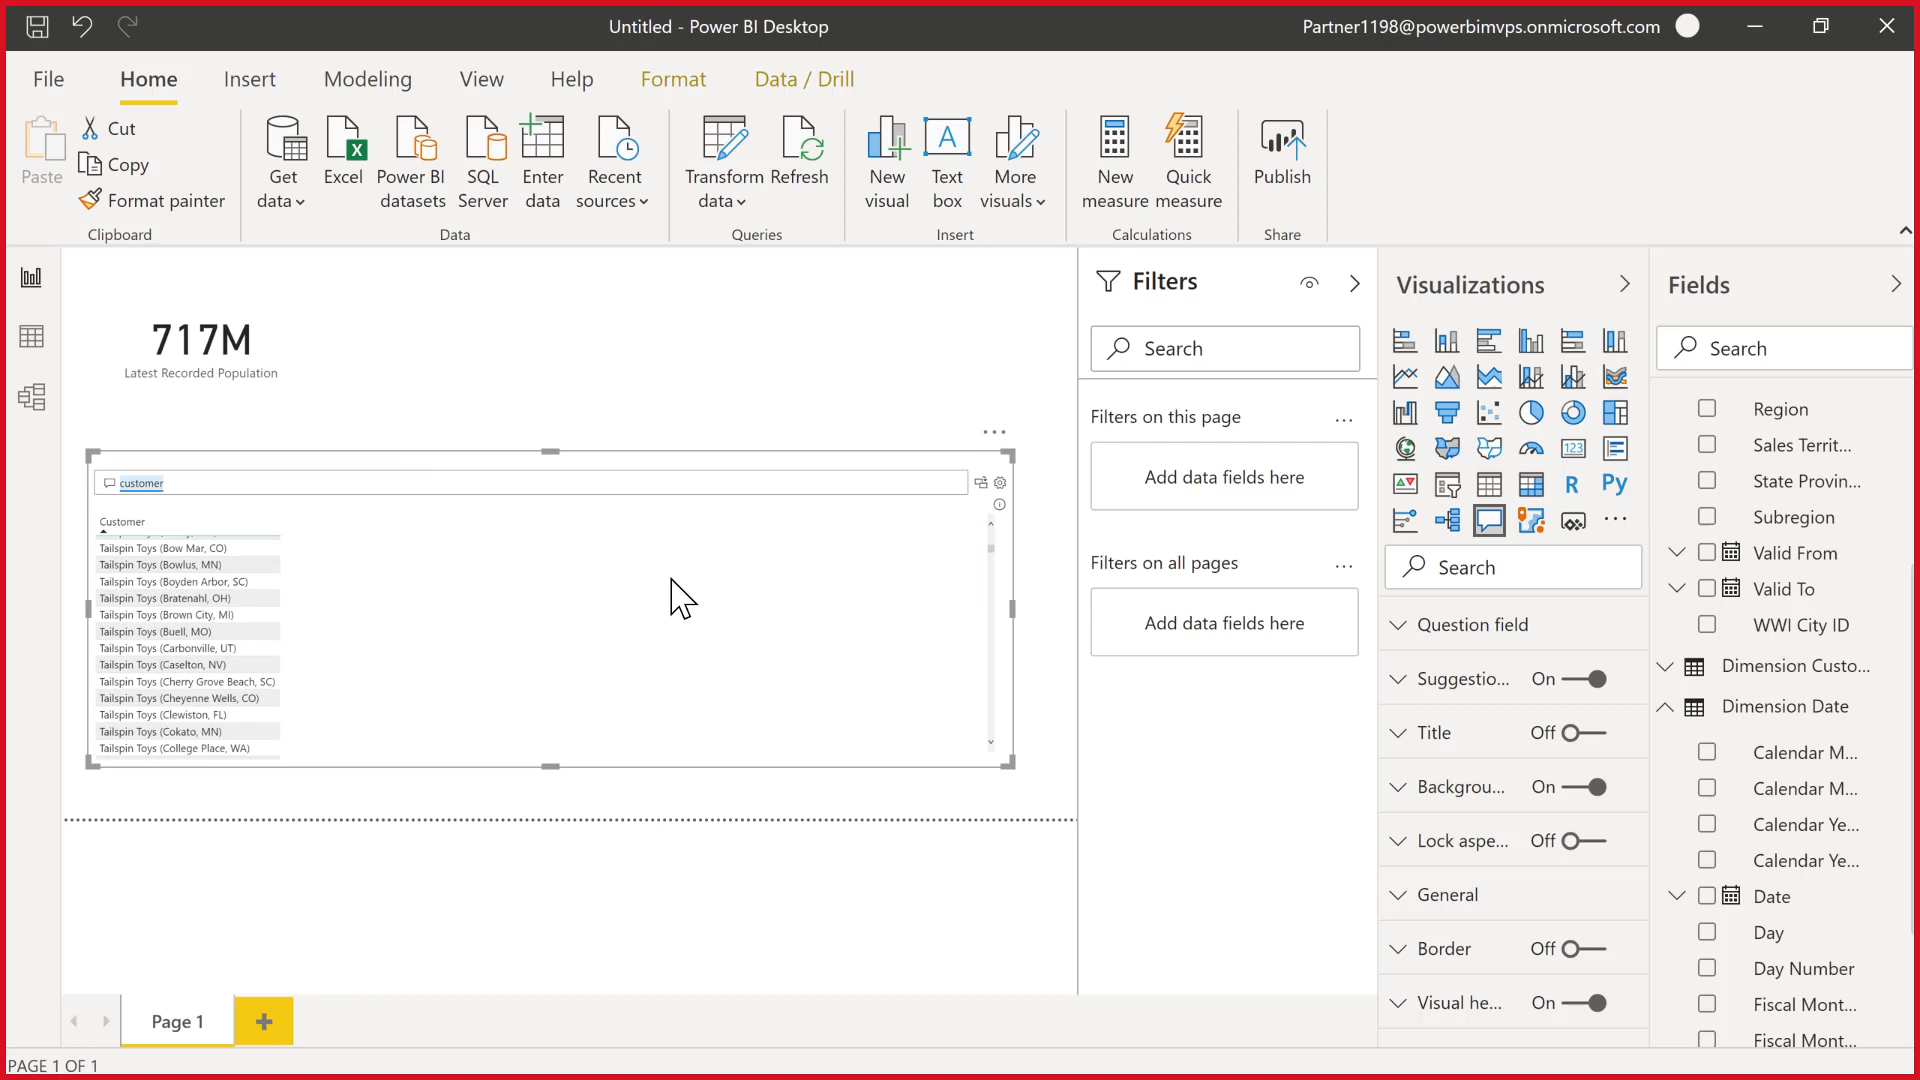 Untitled - Power BI Desktop
Partner1198@powerbimvps.onmicrosoft.com
File Home Insert Modeling View Help Format Data / Drill
Paste
Cut
Copy
Format painter
Clipboard
Get data
Excel
Power BI datasets
SQL Server
Enter data
Recent sources
Data
Transform data
Refresh
Queries
New visual
Text box
More visuals
Insert
New measure
Quick measure
Calculations
Publish
Share
717M
Latest Recorded Population
customer
Customer
Tailspin Toys (Bow Mar, CO)
Tailspin Toys (Bowlus, MN)
Tailspin Toys (Boyden Arbor, SC)
Tailspin Toys (Bratenahl, OH)
Tailspin Toys (Brown City, MI)
Tailspin Toys (Buell, MO)
Tailspin Toys (Carbonville, UT)
Tailspin Toys (Caselton, NV)
Tailspin Toys (Cherry Grove Beach, SC)
Tailspin Toys (Cheyenne Wells, CO)
Tailspin Toys (Clewiston, FL)
Tailspin Toys (Cokato, MN)
Tailspin Toys (College Place, WA)
Filters
Search
Filters on this page
...
Add data fields here
Filters on all pages
...
Add data fields here
Visualizations
123
R
Py
...
Search
Question field
Suggestio... On
Title Off
Backgrou... On
Lock aspe... Off
General
Border Off
Visual he... On
Fields
Search
Region
Sales Territ...
State Provin...
Subregion
Valid From
Valid To
WWI City ID
Dimension Custo...
Dimension Date
Calendar M...
Calendar M...
Calendar Ye...
Calendar Ye...
Date
Day
Day Number
Fiscal Mont...
Fiscal Mont...
Page 1
PAGE 1 OF 1